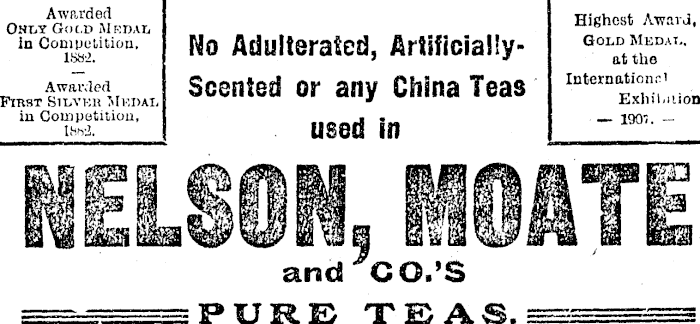 Awarded
ONLY GOLD MEDAL
in Competition,
1882.
Awarded
FIRST SILVER MEDAL
in Competition,
1882.
No Adulterated, Artificially-
Scented or any China Teas
used in
Highest Award,
GOLD MEDAL,
at the
International
Exhibition
— 1907. —
NELSON, MOATE
and CO.'S
PURE TEAS.